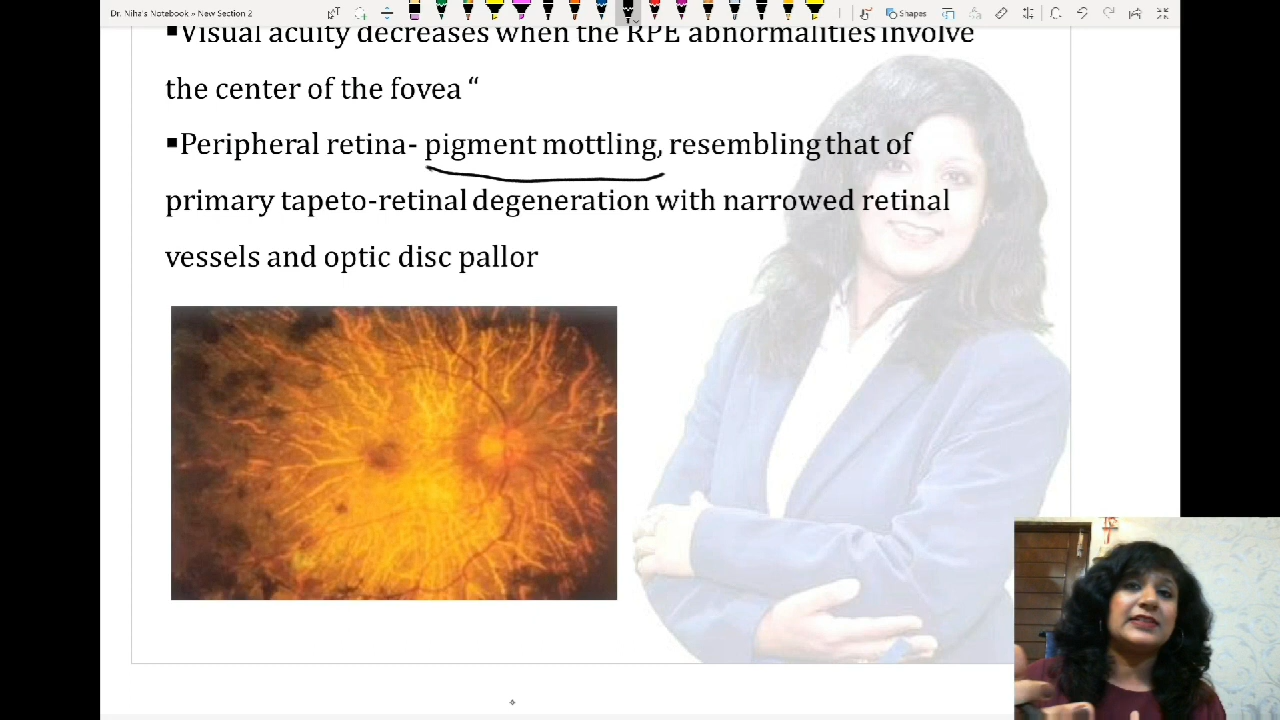 Dr. Niha's Notebook » New Section 2
Shapes
▪Visual acuity decreases when the RPE abnormalities involve
the center of the fovea “
▪Peripheral retina- pigment mottling, resembling that of
primary tapeto-retinal degeneration with narrowed retinal
vessels and optic disc pallor